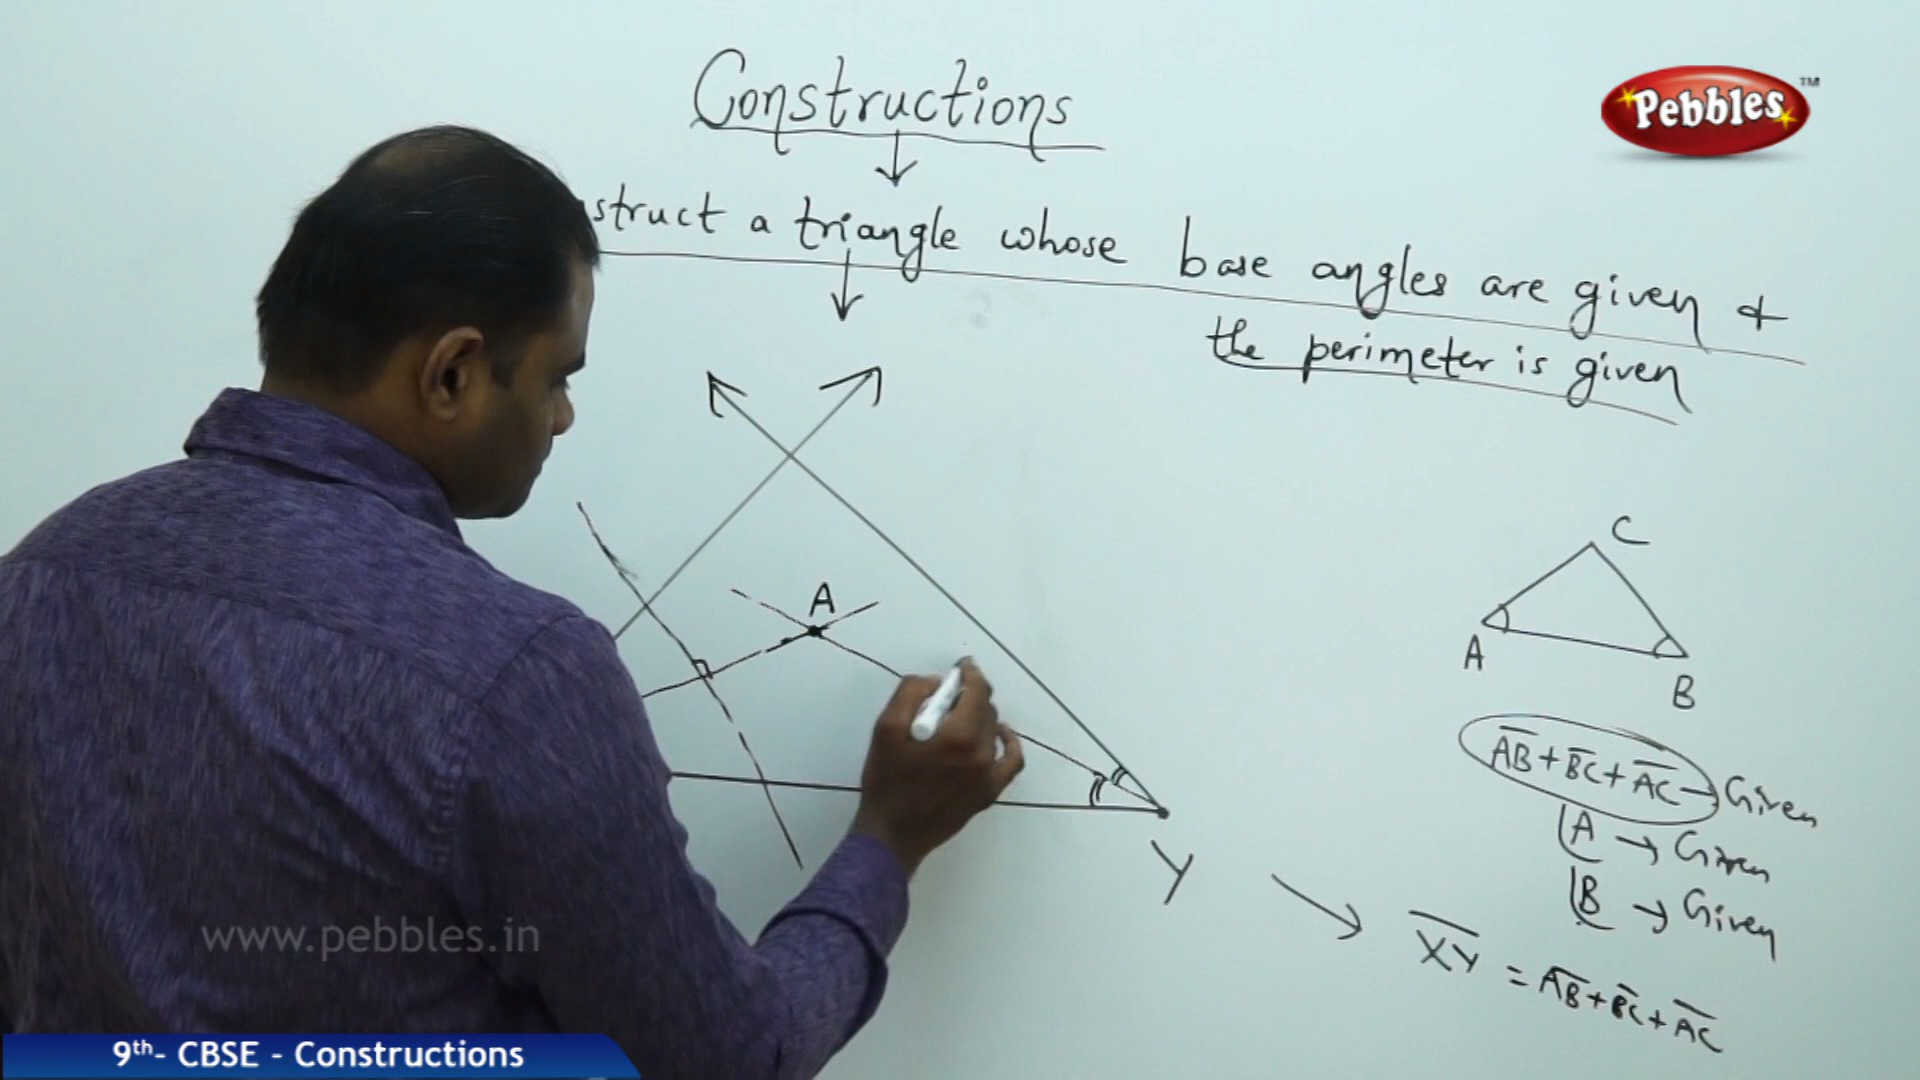 Constructions
Pebbles™
struct a triangle whose base angles are given &
the perimeter is given
A
C
A
B
AB + BC + AC → Given
∠A → Given
∠B → Given
Y
XY = AB + BC + AC
www.pebbles.in
9th- CBSE - Constructions